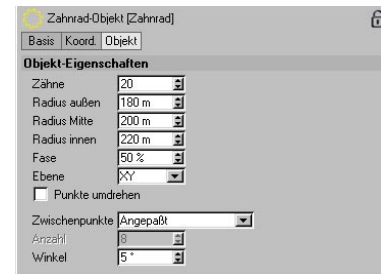 Zahnrad-Objekt [Zahnrad]
Basis Koord. Objekt
Objekt-Eigenschaften
Zähne 20
Radius außen 180 m
Radius Mitte 200 m
Radius innen 220 m
Fase 50 %
Ebene XY
Punkte umdrehen
Zwischenpunkte Angepaßt
Anzahl 8
Winkel 5 °